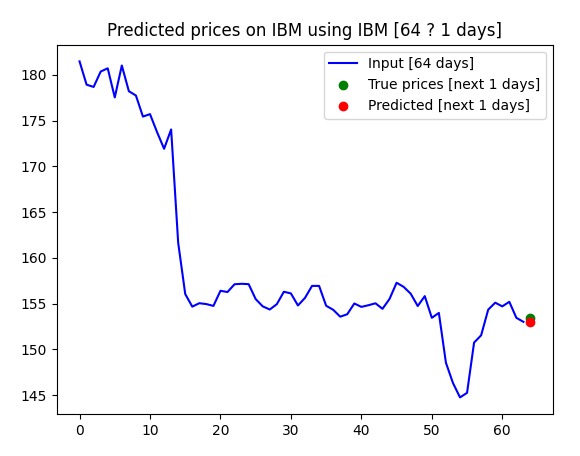 Predicted prices on IBM using IBM [64 ? 1 days]
Input [64 days]
True prices [next 1 days]
Predicted [next 1 days]
180
175
170
165
160
155
150
145
0 10 20 30 40 50 60